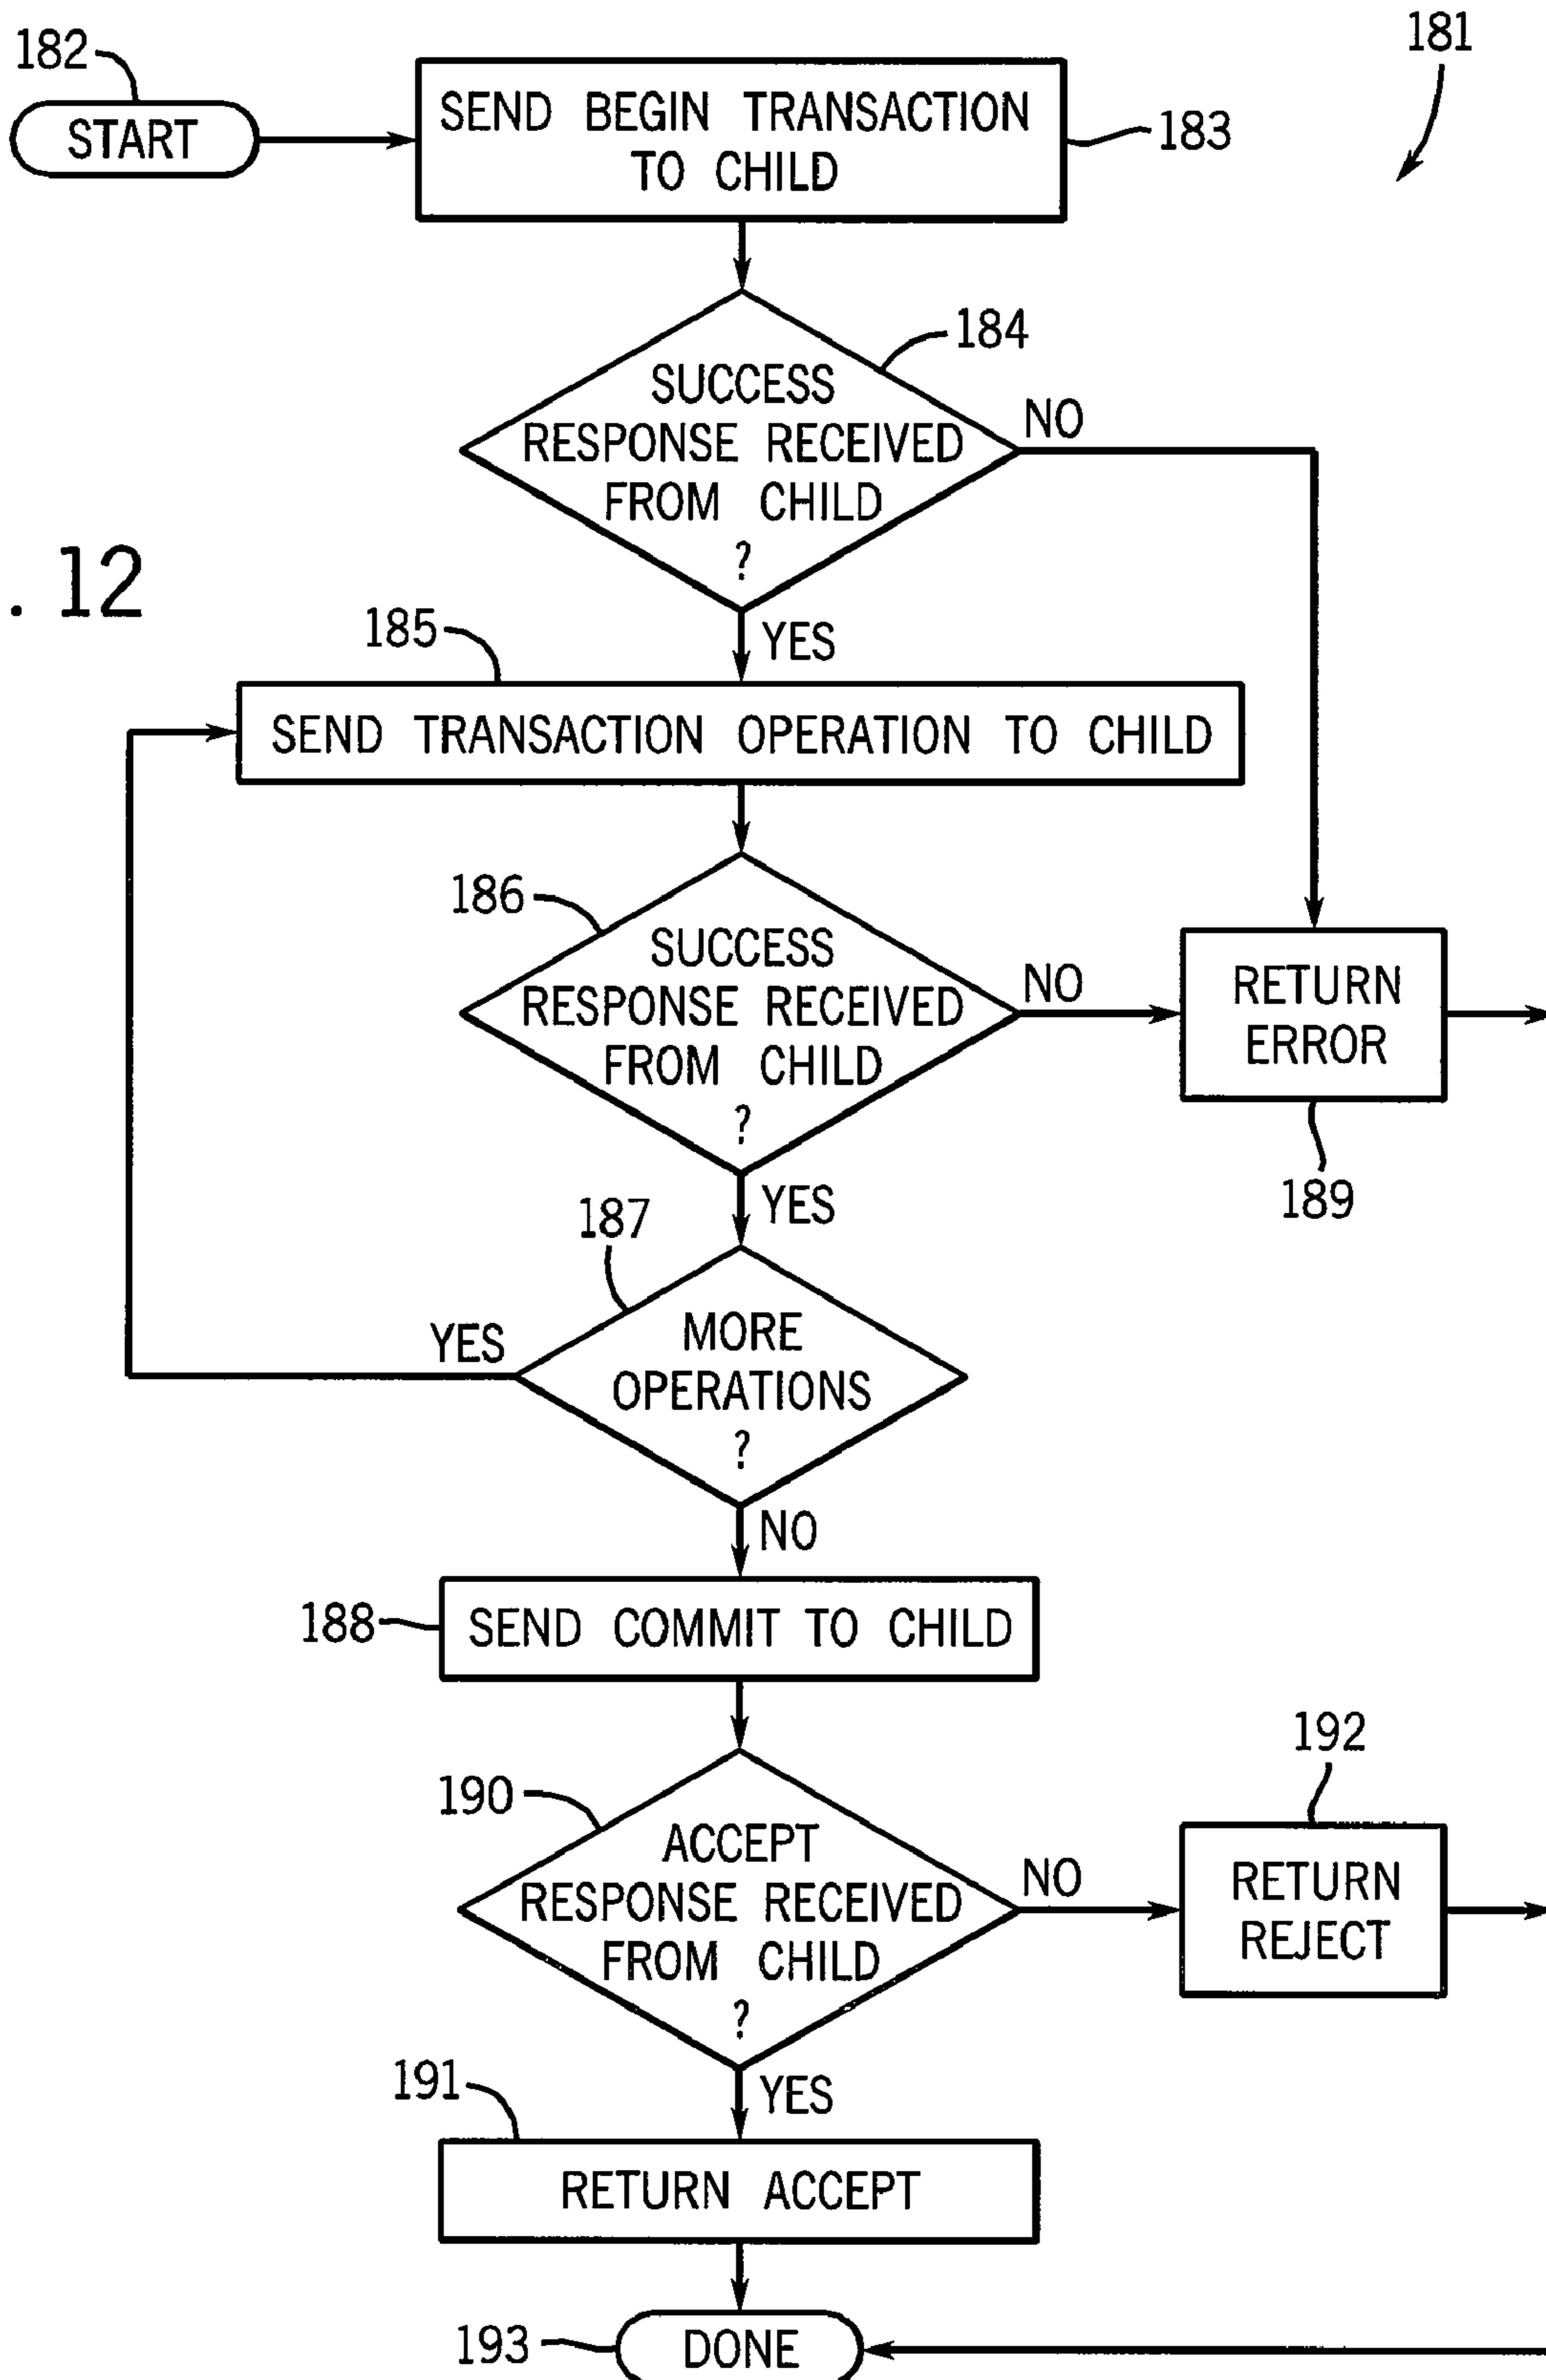 182
181
START
SEND BEGIN TRANSACTION
TO CHILD
183
184
SUCCESS
RESPONSE RECEIVED
FROM CHILD
?
NO
. 12
YES
185
SEND TRANSACTION OPERATION TO CHILD
186
SUCCESS
RESPONSE RECEIVED
FROM CHILD
?
NO
RETURN
ERROR
189
YES
187
MORE
OPERATIONS
?
YES
NO
188
SEND COMMIT TO CHILD
190
ACCEPT
RESPONSE RECEIVED
FROM CHILD
?
NO
192
RETURN
REJECT
YES
191
RETURN ACCEPT
193
DONE